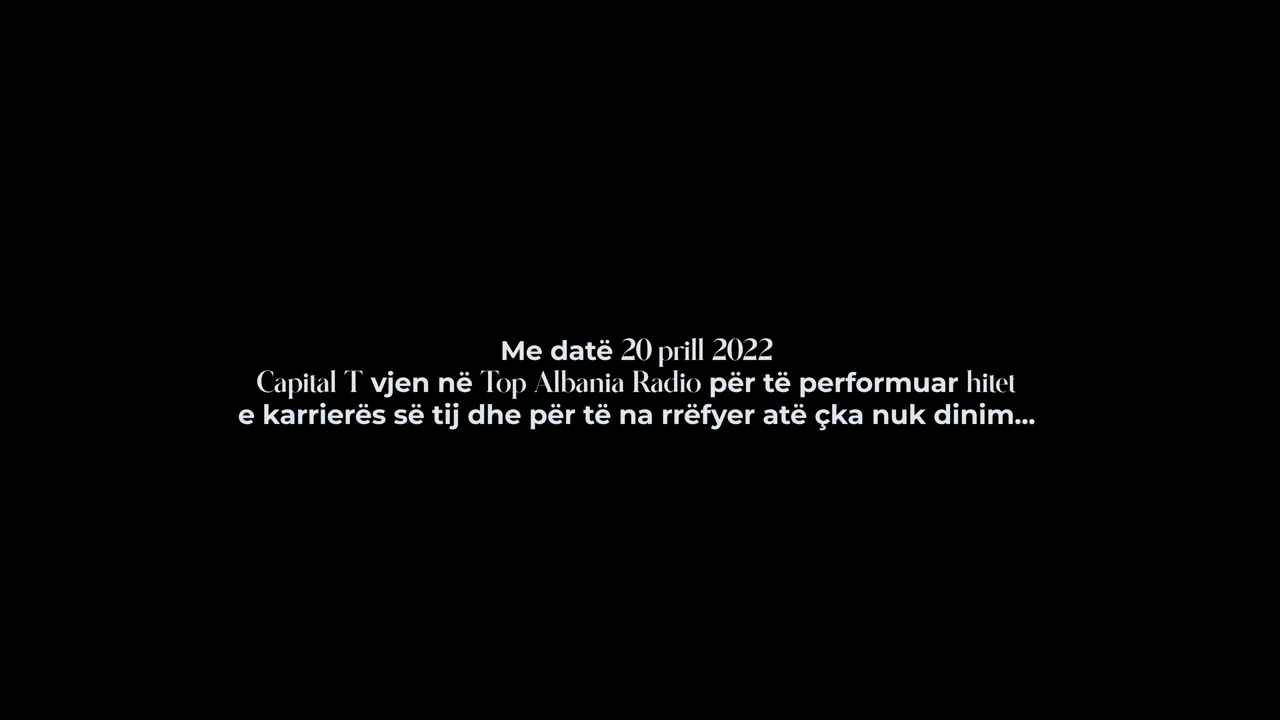 Me datë 20 prill 2022
Capital T vjen në Top Albania Radio për të performuar hitet
e karrierës së tij dhe për të na rrëfyer atë çka nuk dinim...